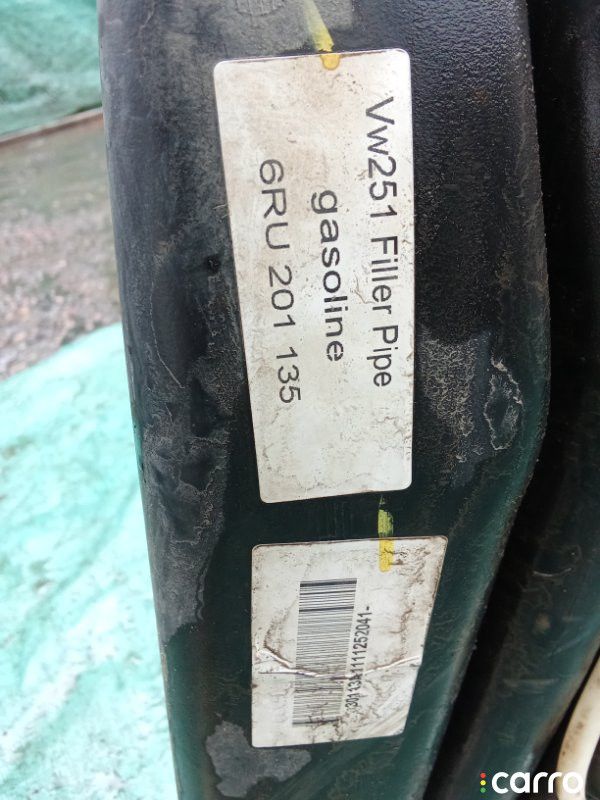 Vw251 Filler Pipe
gasoline
6RU 201 135
carro